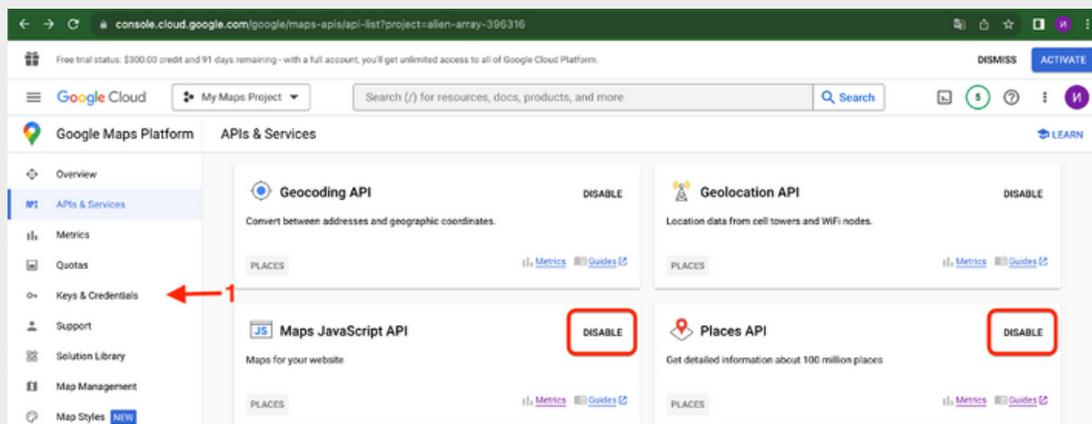 console.cloud.google.com/google/maps-apis/api-list?project=alien-array-396316
Free trial status: $300.00 credit and 91 days remaining - with a full account, you'll get unlimited access to all of Google Cloud Platform.
DISMISS
ACTIVATE
Google Cloud
My Maps Project
Search (/) for resources, docs, products, and more
Search
5
И
Google Maps Platform
APIs & Services
LEARN
Overview
API APIs & Services
Metrics
Quotas
Keys & Credentials
1
Support
Solution Library
Map Management
Map Styles NEW
Geocoding API
DISABLE
Convert between addresses and geographic coordinates.
PLACES
Metrics Guides
Geolocation API
DISABLE
Location data from cell towers and WiFi nodes.
PLACES
Metrics Guides
JS Maps JavaScript API
DISABLE
Maps for your website
PLACES
Metrics Guides
Places API
DISABLE
Get detailed information about 100 million places
PLACES
Metrics Guides